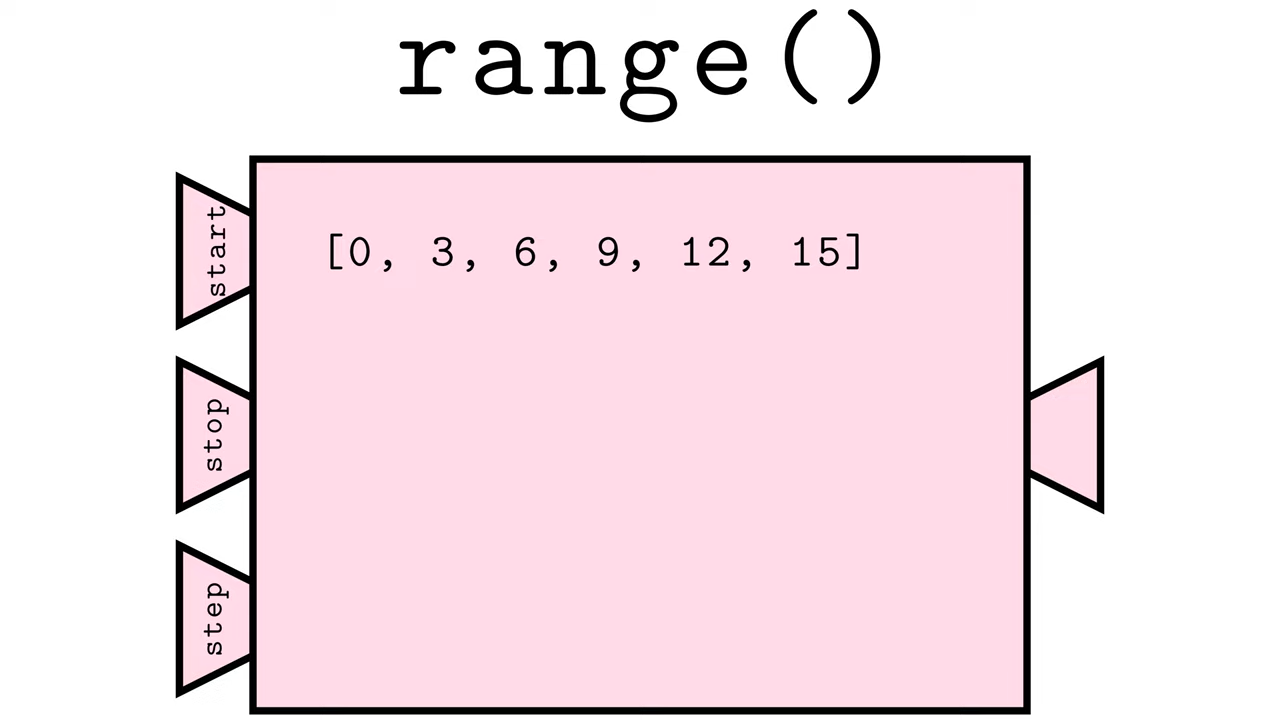 range()
start
[0, 3, 6, 9, 12, 15]
stop
step